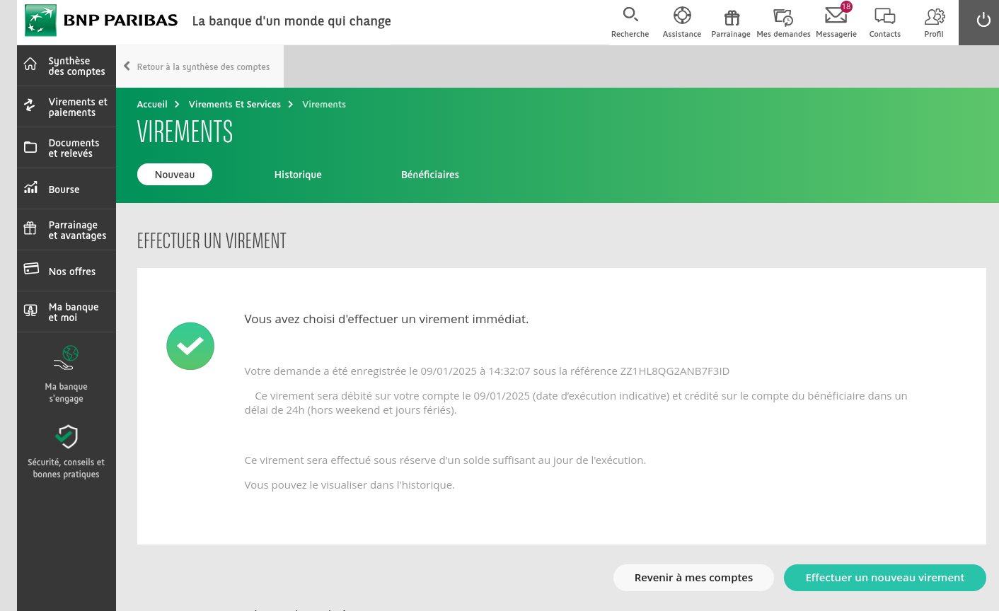 BNP PARIBAS
La banque d'un monde qui change
Recherche
Assistance
Parrainage
Mes demandes
18
Messagerie
Contacts
Profil
Synthèse
des comptes
Virements et
paiements
Documents
et relevés
Bourse
Parrainage
et avantages
Nos offres
Ma banque
et moi
Ma banque
s'engage
Sécurité, conseils et
bonnes pratiques
Retour à la synthèse des comptes
Accueil > Virements Et Services > Virements
VIREMENTS
Nouveau
Historique
Bénéficiaires
EFFECTUER UN VIREMENT
Vous avez choisi d'effectuer un virement immédiat.
Votre demande a été enregistrée le 09/01/2025 à 14:32:07 sous la référence ZZ1HL8QG2ANB7F3ID
Ce virement sera débité sur votre compte le 09/01/2025 (date d’exécution indicative) et crédité sur le compte du bénéficiaire dans un
délai de 24h (hors weekend et jours fériés).
Ce virement sera effectué sous réserve d'un solde suffisant au jour de l'exécution.
Vous pouvez le visualiser dans l'historique.
Revenir à mes comptes
Effectuer un nouveau virement